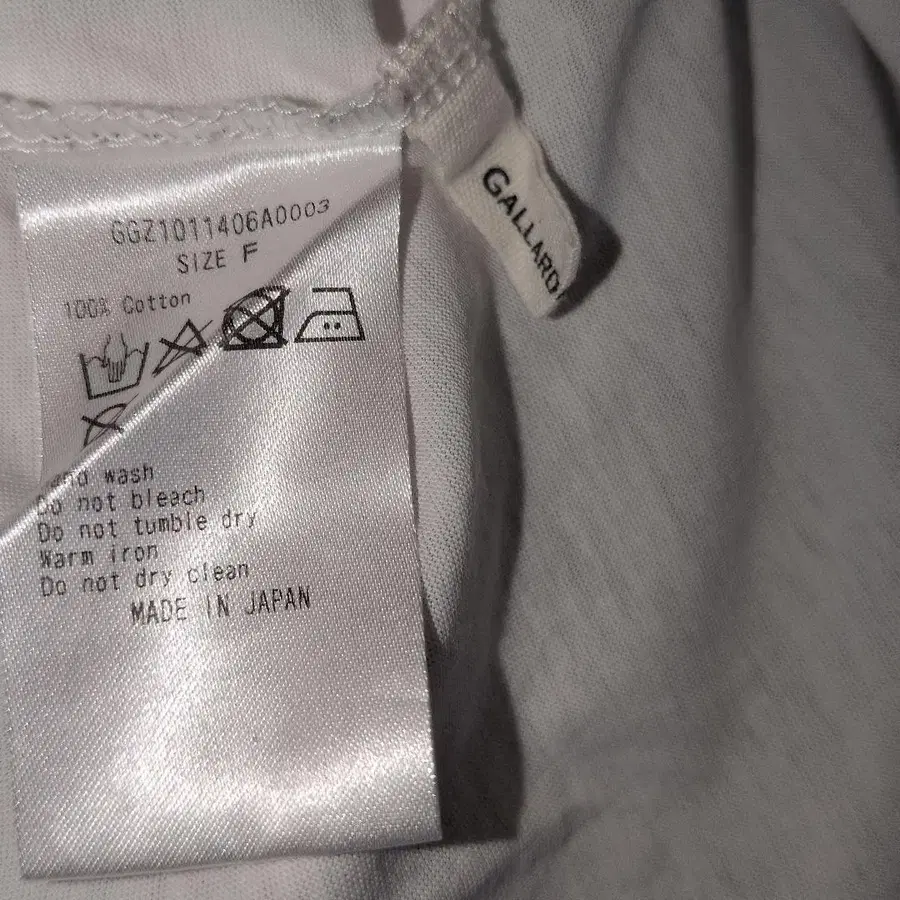 GGZ1011406A0003
SIZE F
100% Cotton
wash
Do not bleach
Do not tumble dry
Warm iron
Do not dry clean
MADE IN JAPAN